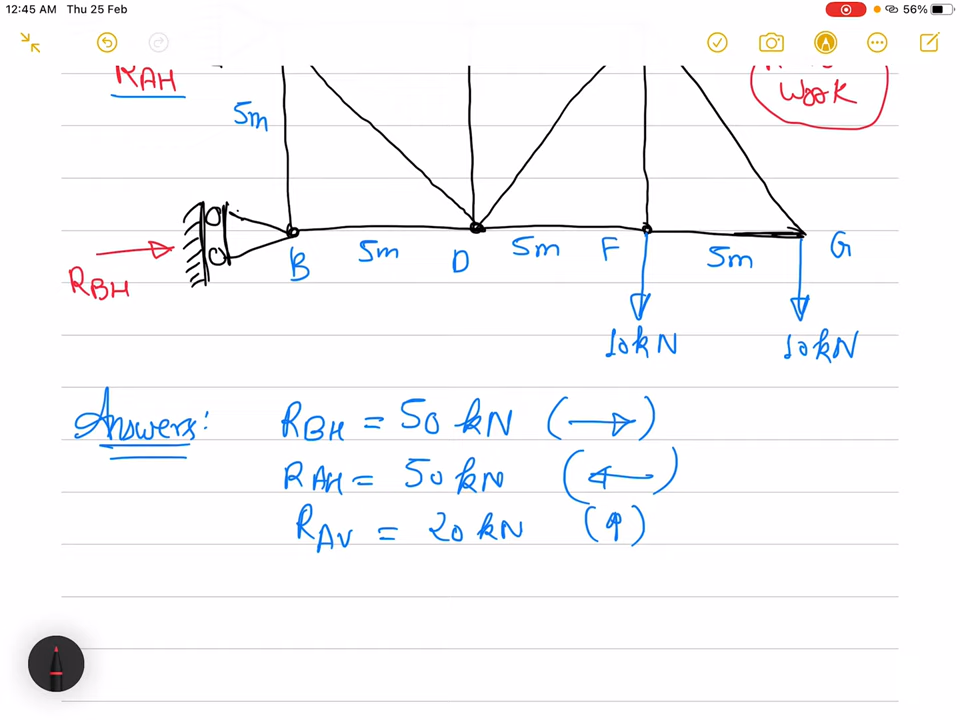 12:45 AM Thu 25 Feb
56%
RAH
Work
5m
RBH
B 5m D 5m F 5m G
10kN 10kN
Answers: RBH = 50 kN (→)
RAH = 50 kN (←)
RAV = 20 kN (↑)